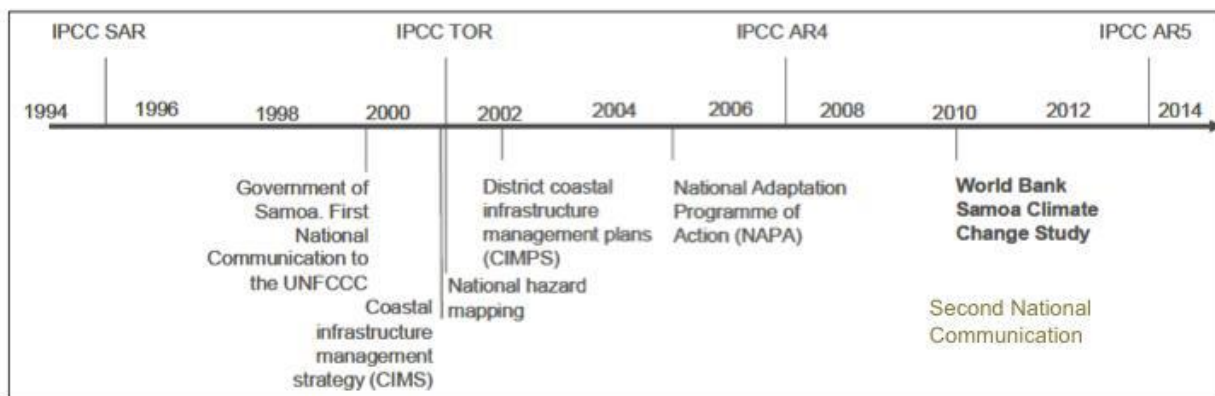 IPCC SAR
IPCC TOR
IPCC AR4
IPCC AR5
1994
1996
1998
2000
2002
2004
2006
2008
2010
2012
2014
Government of
Samoa. First
National
Communication to
the UNFCCC
Coastal
infrastructure
management
strategy (CIMS)
National hazard
mapping
District coastal
infrastructure
management plans
(CIMPS)
National Adaptation
Programme of
Action (NAPA)
World Bank
Samoa Climate
Change Study
Second National
Communication